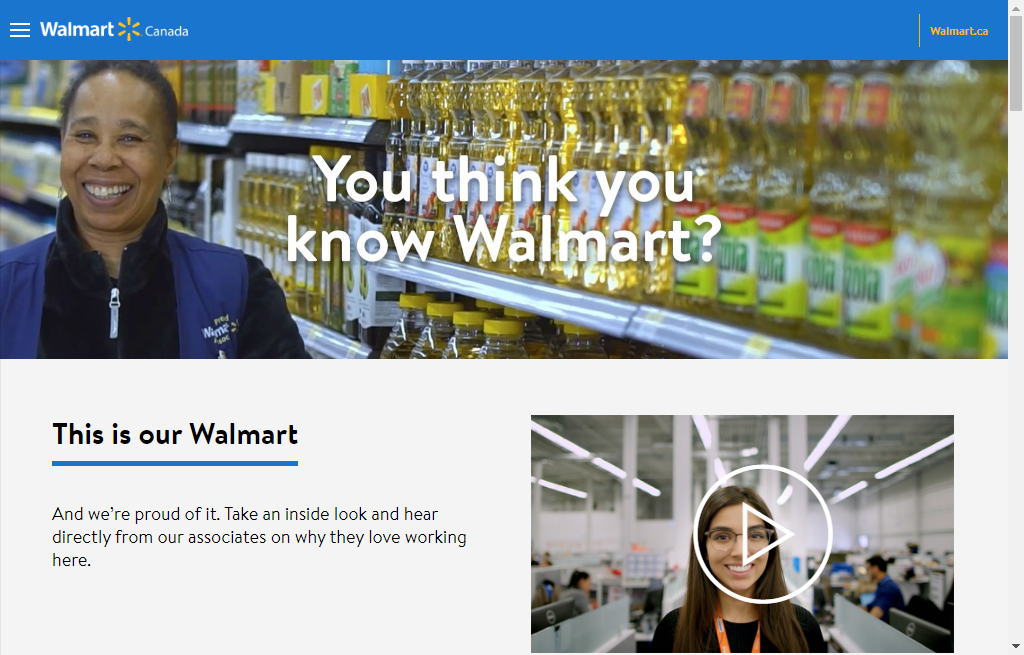 Walmart Canada
Walmart.ca
You think you
know Walmart?
This is our Walmart
And we’re proud of it. Take an inside look and hear
directly from our associates on why they love working
here.